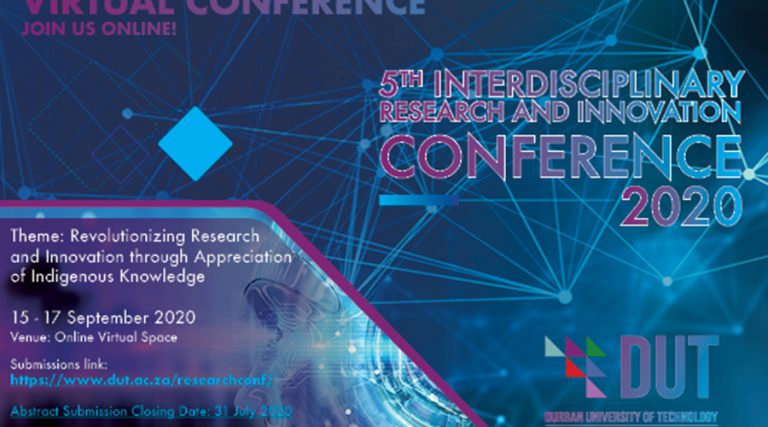 VIRTUAL CONFERENCE
JOIN US ONLINE!
5TH INTERDISCIPLINARY
RESEARCH AND INNOVATION
CONFERENCE
2020
Theme: Revolutionizing Research
and Innovation through Appreciation
of Indigenous Knowledge
15 - 17 September 2020
Venue: Online Virtual Space
Submissions link:
https://www.dut.ac.za/researchconf/
Abstract Submission Closing Date: 31 July 2020
DUT
DURBAN UNIVERSITY OF TECHNOLOGY